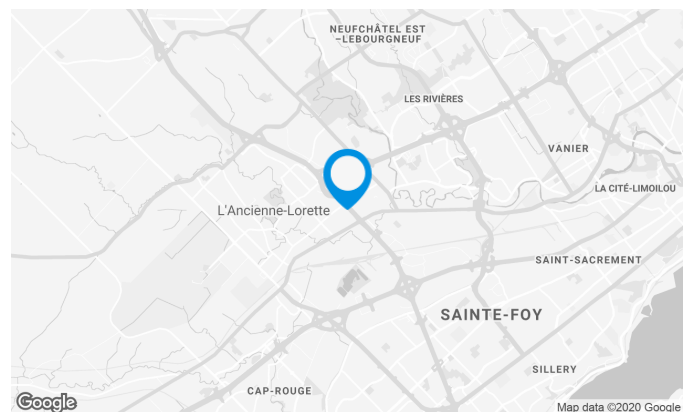 NEUFCHÂTEL EST
–LEBOURGNEUF
LES RIVIÈRES
VANIER
LA CITÉ-LIMOILOU
L'Ancienne-Lorette
SAINT-SACREMENT
SAINTE-FOY
SILLERY
CAP-ROUGE
Google
Map data ©2020 Google